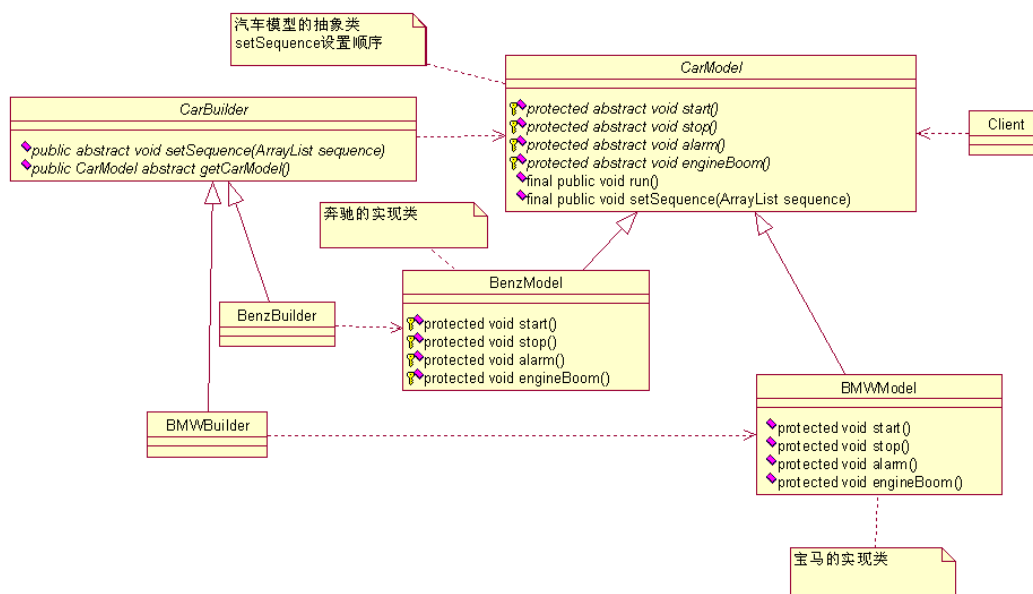 汽车模型的抽象类
setSequence设置顺序
CarModel
protected abstract void start()
protected abstract void stop()
protected abstract void alarm()
protected abstract void engineBoom()
final public void run()
final public void setSequence(ArrayList sequence)
CarBuilder
public abstract void setSequence(ArrayList sequence)
public CarModel abstract getCarModel()
Client
奔驰的实现类
BenzModel
protected void start()
protected void stop()
protected void alarm()
protected void engineBoom()
BenzBuilder
BMWBuilder
BMWModel
protected void start()
protected void stop()
protected void alarm()
protected void engineBoom()
宝马的实现类